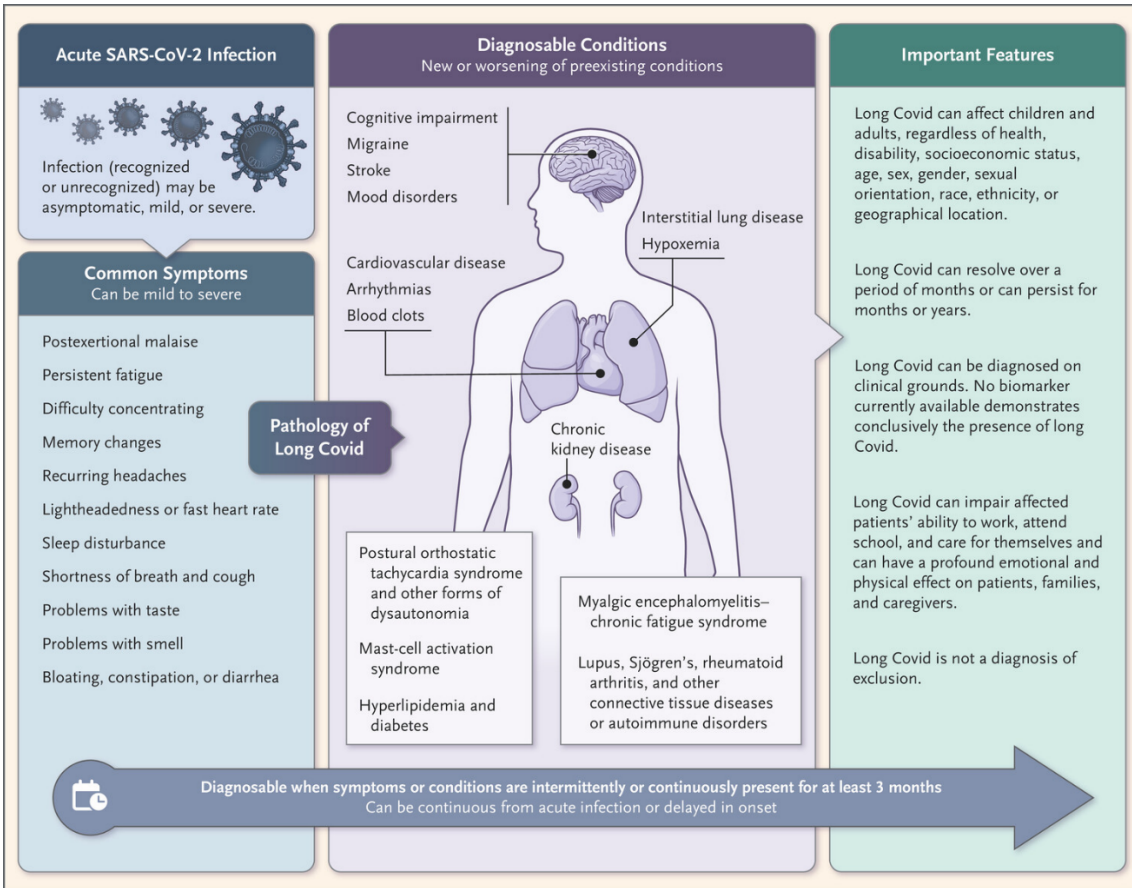 Acute SARS-CoV-2 Infection
Infection (recognized
or unrecognized) may be
asymptomatic, mild, or severe.
Common Symptoms
Can be mild to severe
Postexertional malaise
Persistent fatigue
Difficulty concentrating
Memory changes
Recurring headaches
Lightheadedness or fast heart rate
Sleep disturbance
Shortness of breath and cough
Problems with taste
Problems with smell
Bloating, constipation, or diarrhea
Pathology of
Long Covid
Diagnosable Conditions
New or worsening of preexisting conditions
Cognitive impairment
Migraine
Stroke
Mood disorders
Interstitial lung disease
Hypoxemia
Cardiovascular disease
Arrhythmias
Blood clots
Chronic
kidney disease
Postural orthostatic
tachycardia syndrome
and other forms of
dysautonomia
Mast-cell activation
syndrome
Hyperlipidemia and
diabetes
Myalgic encephalomyelitis–
chronic fatigue syndrome
Lupus, Sjögren's, rheumatoid
arthritis, and other
connective tissue diseases
or autoimmune disorders
Important Features
Long Covid can affect children and
adults, regardless of health,
disability, socioeconomic status,
age, sex, gender, sexual
orientation, race, ethnicity, or
geographical location.
Long Covid can resolve over a
period of months or can persist for
months or years.
Long Covid can be diagnosed on
clinical grounds. No biomarker
currently available demonstrates
conclusively the presence of long
Covid.
Long Covid can impair affected
patients' ability to work, attend
school, and care for themselves and
can have a profound emotional and
physical effect on patients, families,
and caregivers.
Long Covid is not a diagnosis of
exclusion.
Diagnosable when symptoms or conditions are intermittently or continuously present for at least 3 months
Can be continuous from acute infection or delayed in onset